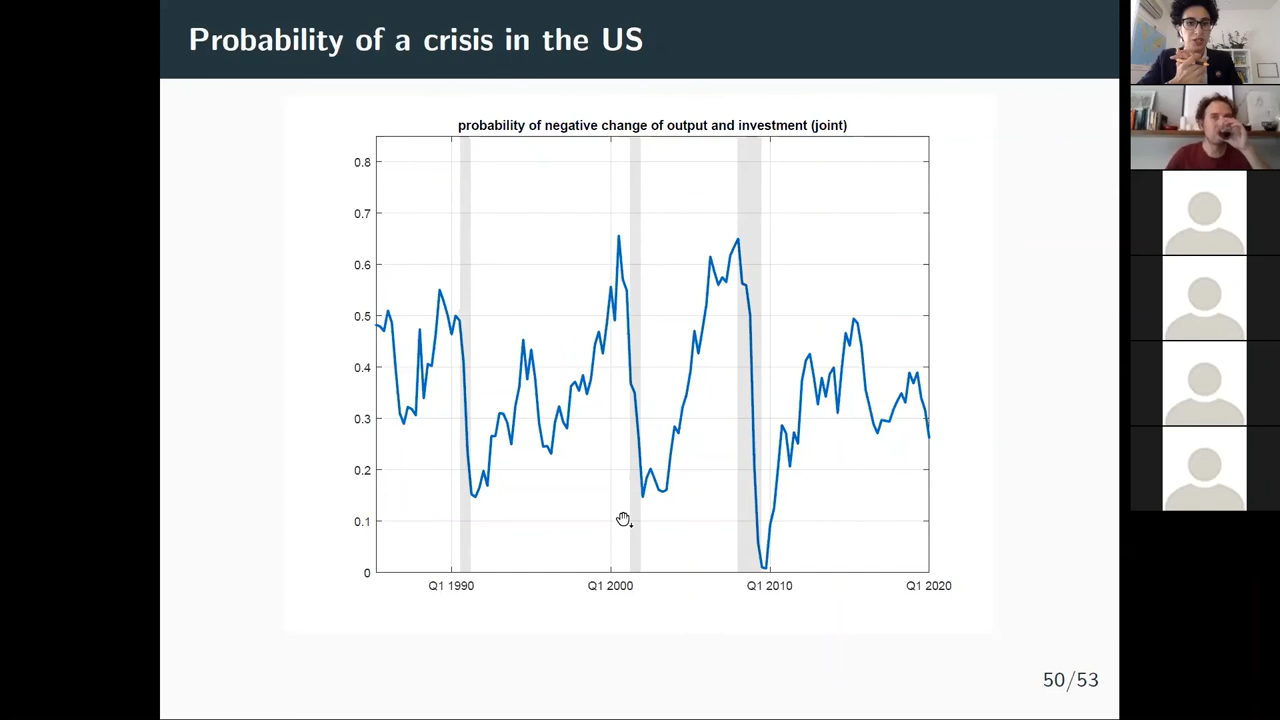 Probability of a crisis in the US
probability of negative change of output and investment (joint)
0.8
0.7
0.6
0.5
0.4
0.3
0.2
0.1
0
Q1 1990
Q1 2000
Q1 2010
Q1 2020
50/53